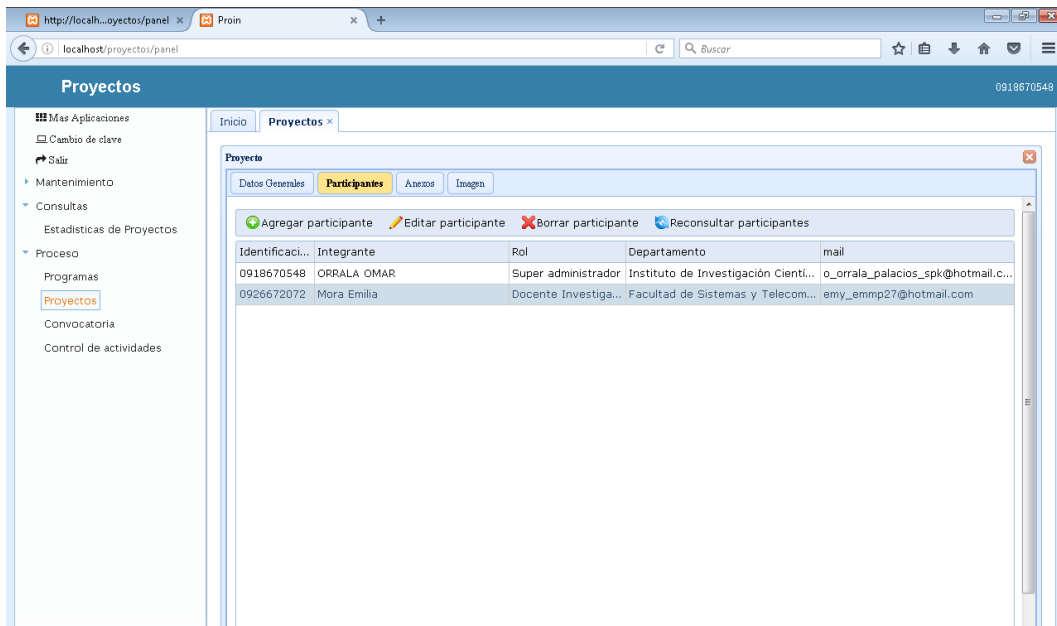 http://localh...oyectos/panel
Proin
localhost/proyectos/panel
Buscar
Proyectos
0918670548
Mas Aplicaciones
Cambio de clave
Salir
Mantenimiento
Consultas
Estadisticas de Proyectos
Proceso
Programas
Proyectos
Convocatoria
Control de actividades
Inicio
Proyectos
Proyecto
Datos Generales
Participantes
Anexos
Imagen
Agregar participante
Editar participante
Borrar participante
Reconsultar participantes
Identificaci... Integrante Rol Departamento mail
0918670548 ORRALA OMAR Super administrador Instituto de Investigación Cientí... o_orrala_palacios_spk@hotmail.c...
0926672072 Mora Emilia Docente Investiga... Facultad de Sistemas y Telecom... emy_emmp27@hotmail.com